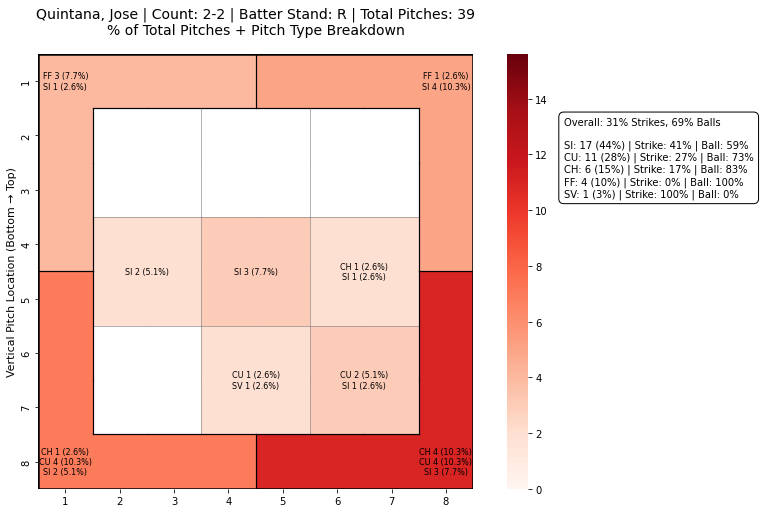 Quintana, Jose | Count: 2-2 | Batter Stand: R | Total Pitches: 39
% of Total Pitches + Pitch Type Breakdown
Vertical Pitch Location (Bottom → Top)
1
2
3
4
5
6
7
8
FF 3 (7.7%)
SI 1 (2.6%)
FF 1 (2.6%)
SI 4 (10.3%)
SI 2 (5.1%)
SI 3 (7.7%)
CH 1 (2.6%)
SI 1 (2.6%)
CU 1 (2.6%)
SV 1 (2.6%)
CU 2 (5.1%)
SI 1 (2.6%)
CH 1 (2.6%)
CU 4 (10.3%)
SI 2 (5.1%)
CH 4 (10.3%)
CU 4 (10.3%)
SI 3 (7.7%)
1 2 3 4 5 6 7 8
14
12
10
8
6
4
2
0
Overall: 31% Strikes, 69% Balls
SI: 17 (44%) | Strike: 41% | Ball: 59%
CU: 11 (28%) | Strike: 27% | Ball: 73%
CH: 6 (15%) | Strike: 17% | Ball: 83%
FF: 4 (10%) | Strike: 0% | Ball: 100%
SV: 1 (3%) | Strike: 100% | Ball: 0%